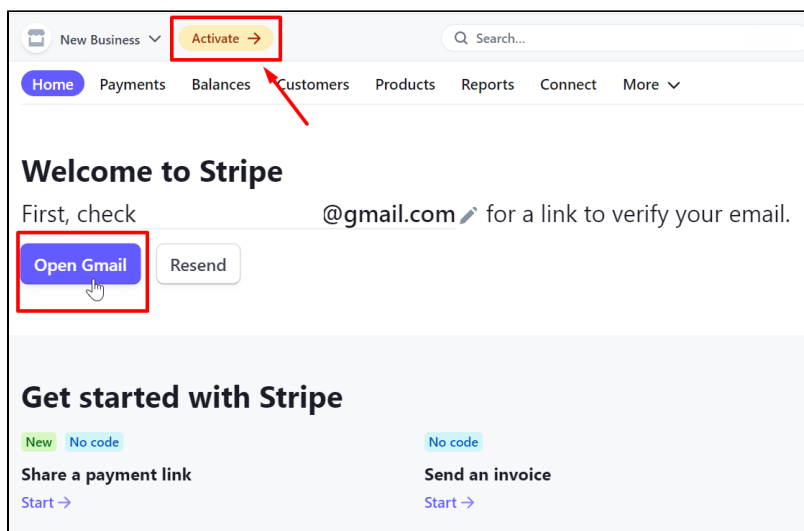 New Business Activate → Search...
Home Payments Balances Customers Products Reports Connect More
Welcome to Stripe
First, check @gmail.com for a link to verify your email.
Open Gmail Resend
Get started with Stripe
New No code No code
Share a payment link Send an invoice
Start → Start →